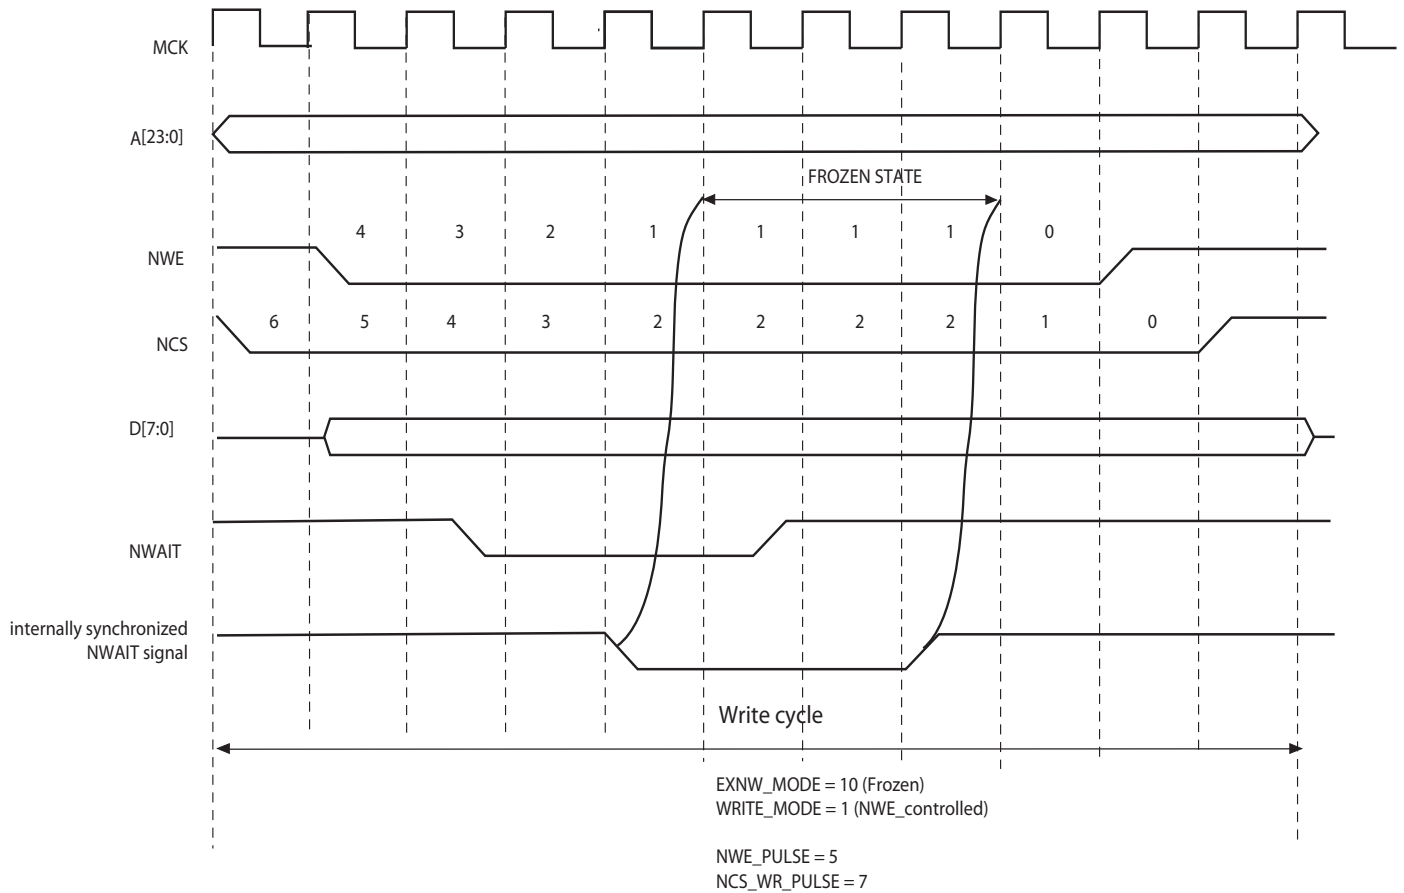 MCK
A[23:0]
FROZEN STATE
4 3 2 1 1 1 1 0
NWE
6 5 4 3 2 2 2 2 1 0
NCS
D[7:0]
NWAIT
internally synchronized
NWAIT signal
Write cycle
EXNW_MODE = 10 (Frozen)
WRITE_MODE = 1 (NWE_controlled)
NWE_PULSE = 5
NCS_WR_PULSE = 7